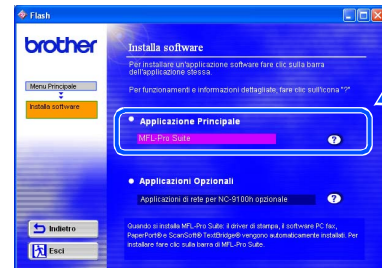 Flash
brother
Installa software
Per installare un'applicazione software fare clic sulla barra
dell'applicazione stessa.
Per funzionamenti e informazioni dettagliate, fare clic sull'icona "?"
Menu Principale
Installa software
Applicazione Principale
MFL-Pro Suite
?
Applicazioni Opzionali
Applicazioni di rete per NC-9100h opzionale
?
Quando si installa MFL-Pro Suite: il driver di stampa, il software PC fax,
PaperPort® e ScanSoft® TextBridge® vengono automaticamente installati. Per
installare fare clic sulla barra di MFL-Pro Suite.
Indietro
Esci